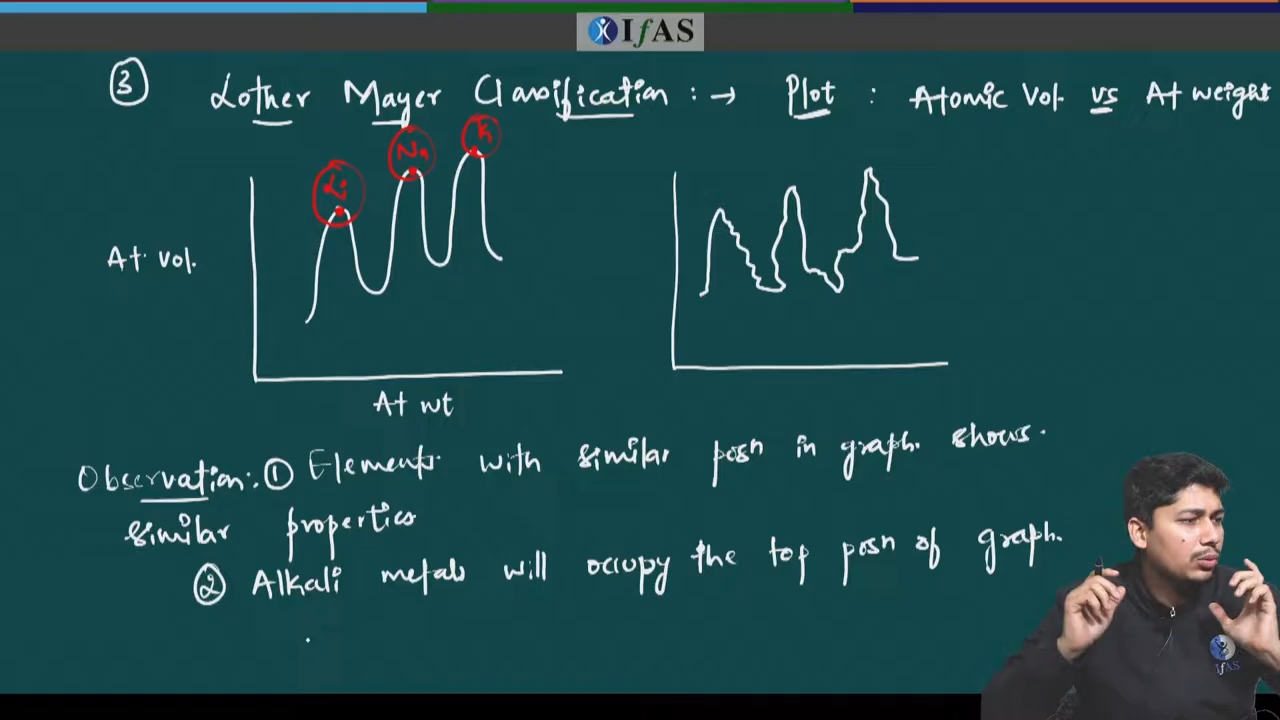 IfAS
③ Lother Mayer Classification : → Plot : Atomic Vol. vs At weight
Li Na K
At. vol.
At wt
Observation:. ① Elements with similar posn in graph. shows.
similar properties
② Alkali metals will occupy the top posn of graph.
IfAS